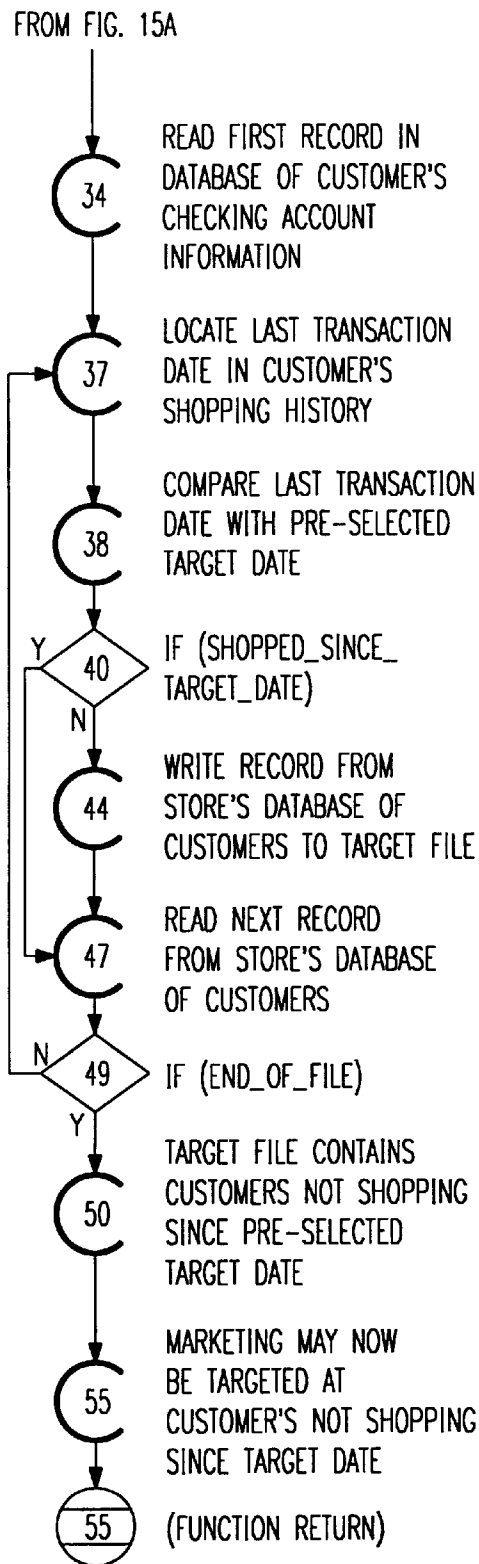 FROM FIG. 15A
34
READ FIRST RECORD IN
DATABASE OF CUSTOMER'S
CHECKING ACCOUNT
INFORMATION
37
LOCATE LAST TRANSACTION
DATE IN CUSTOMER'S
SHOPPING HISTORY
38
COMPARE LAST TRANSACTION
DATE WITH PRE-SELECTED
TARGET DATE
Y
40
N
IF (SHOPPED_SINCE_
TARGET_DATE)
44
WRITE RECORD FROM
STORE'S DATABASE OF
CUSTOMERS TO TARGET FILE
47
READ NEXT RECORD
FROM STORE'S DATABASE
OF CUSTOMERS
N
49
Y
IF (END_OF_FILE)
50
TARGET FILE CONTAINS
CUSTOMERS NOT SHOPPING
SINCE PRE-SELECTED
TARGET DATE
55
MARKETING MAY NOW
BE TARGETED AT
CUSTOMER'S NOT SHOPPING
SINCE TARGET DATE
55
(FUNCTION RETURN)